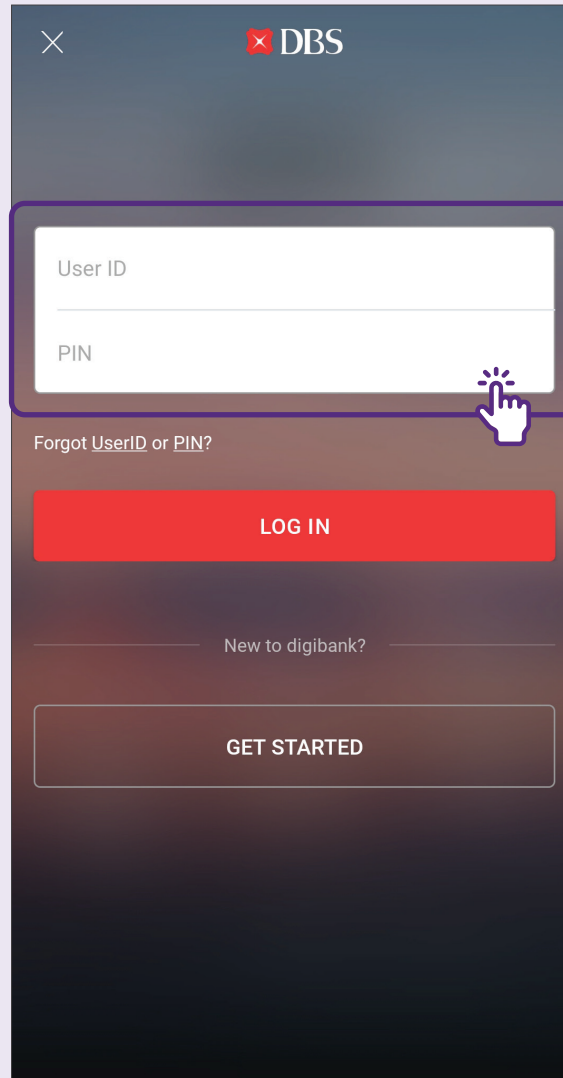 DBS
User ID
PIN
Forgot UserID or PIN?
LOG IN
New to digibank?
GET STARTED